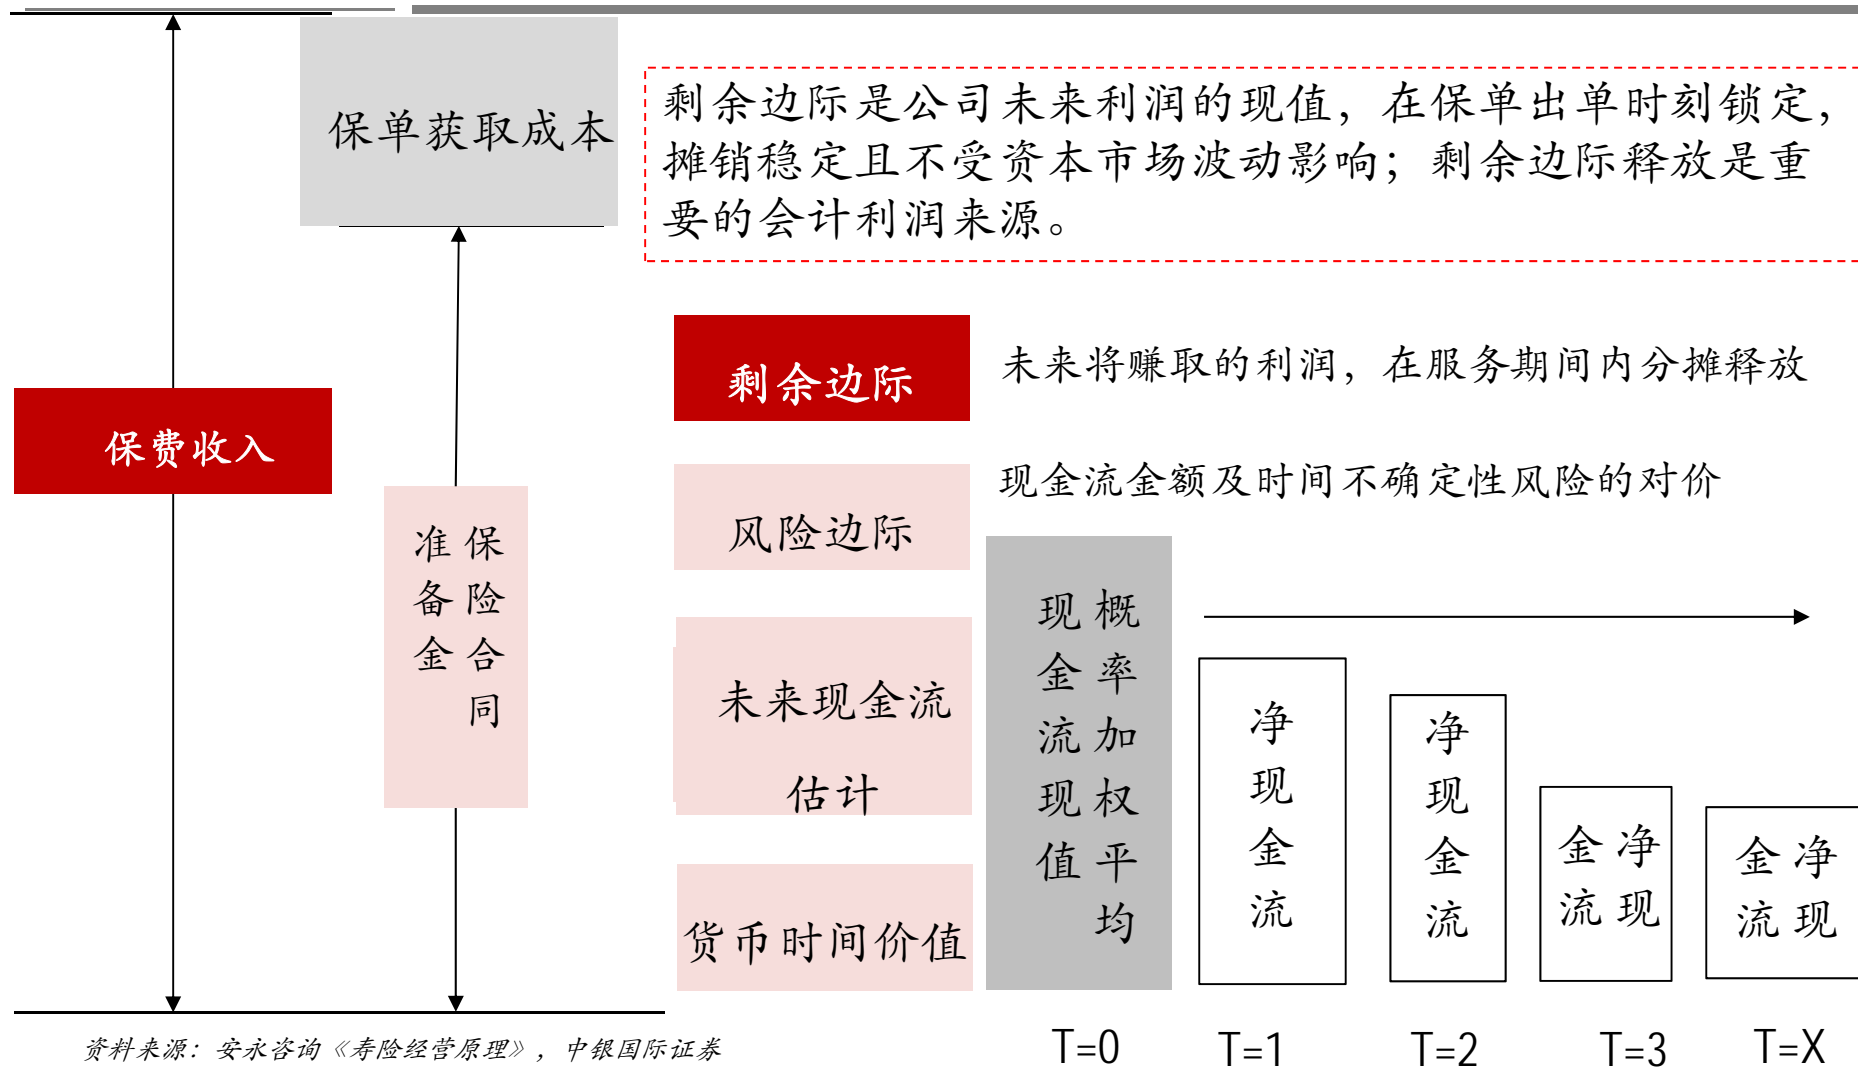 保单获取成本
剩余边际是公司未来利润的现值，在保单出单时刻锁定，
摊销稳定且不受资本市场波动影响；剩余边际释放是重
要的会计利润来源。
剩余边际
未来将赚取的利润，在服务期间内分摊释放
保费收入
风险边际
现金流金额及时间不确定性风险的对价
保险合同
准备金
未来现金流
估计
货币时间价值
概率加权平均
现金流现值
净现金流
净现金流
净现
金流
净现
金流
T=0
T=1
T=2
T=3
T=X
资料来源：安永咨询《寿险经营原理》，中银国际证券